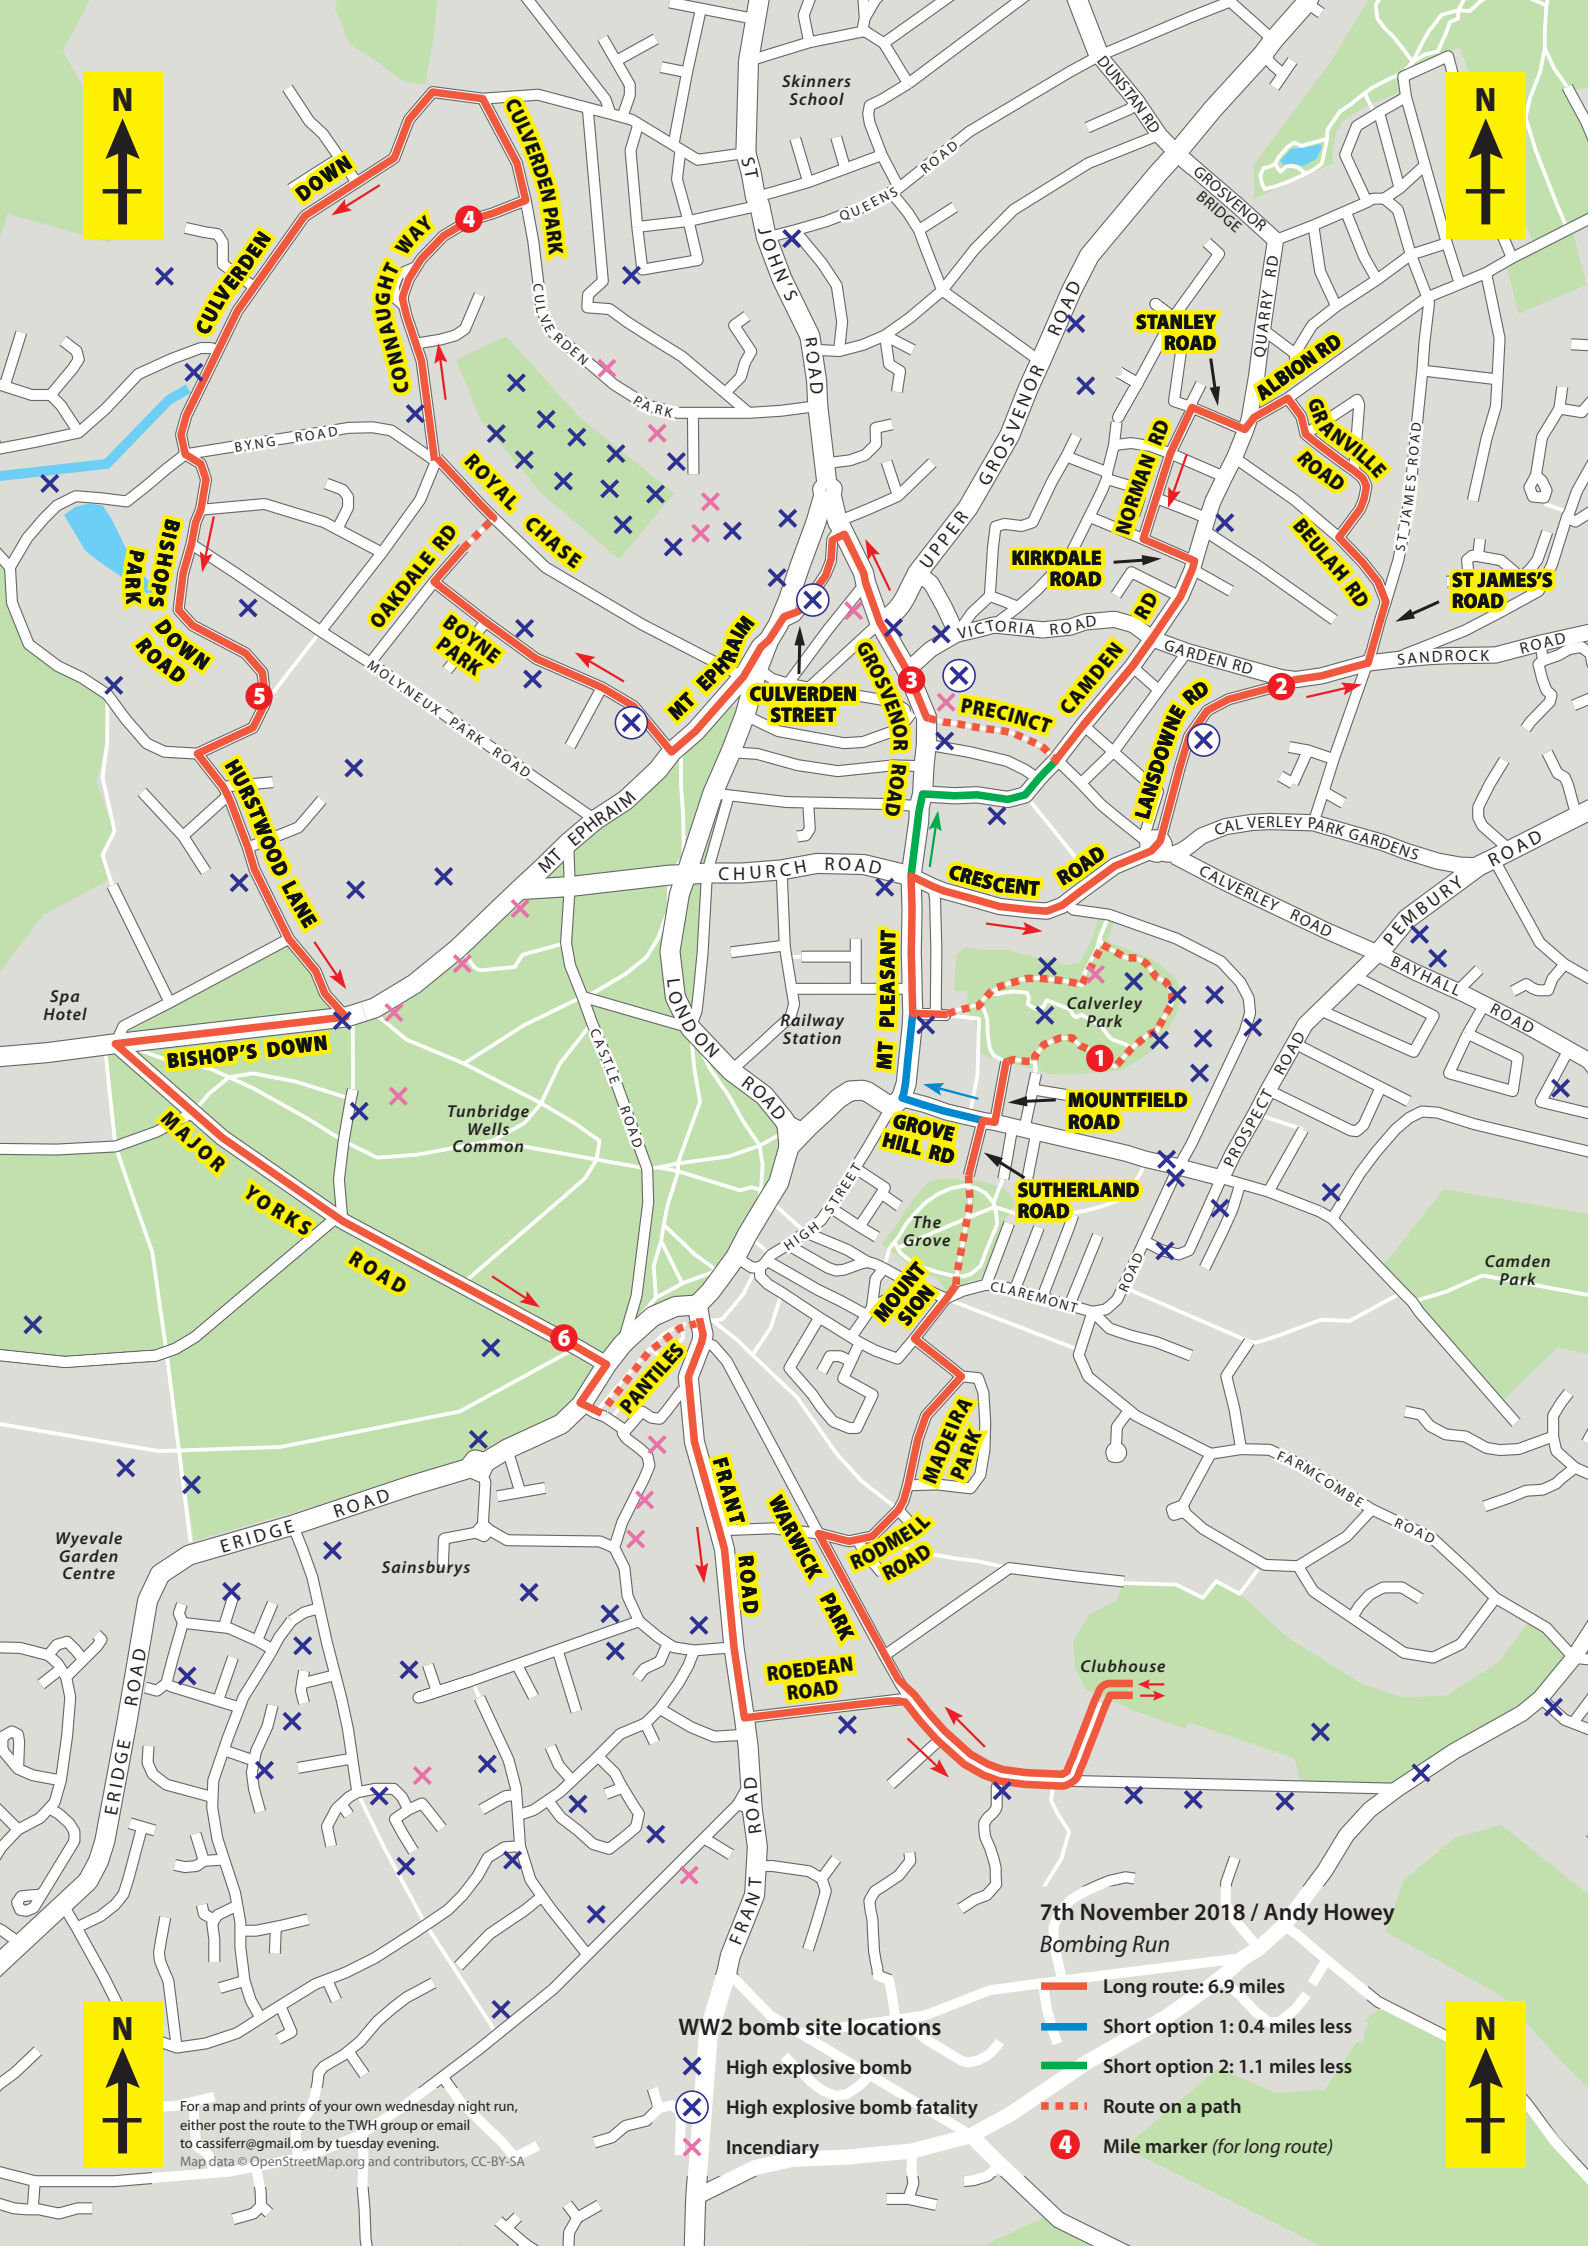 N
N
Skinners
School
DUNSTAN RD
GROSVENOR
BRIDGE
ST JOHN'S ROAD
QUEENS ROAD
CULVERDEN PARK
CULVERDEN DOWN
4
CONNAUGHT WAY
CULVERDEN PARK
UPPER GROSVENOR ROAD
QUARRY RD
STANLEY
ROAD
ALBION RD
GRANVILLE
ROAD
NORMAN RD
ST JAMES ROAD
BYNG ROAD
ROYAL CHASE
OAKDALE RD
BISHOPS DOWN
PARK ROAD
BOYNE
PARK
MOLYNEUX PARK ROAD
MT EPHRAIM
CULVERDEN
STREET
KIRKDALE
ROAD
BEULAH RD
ST JAMES'S
ROAD
VICTORIA ROAD
GARDEN RD
SANDROCK ROAD
2
3
5
GROSVENOR ROAD
PRECINCT
CAMDEN RD
LANSDOWNE RD
HURSTWOOD LANE
MT EPHRAIM
CHURCH ROAD
CRESCENT ROAD
CALVERLEY PARK GARDENS
CALVERLEY ROAD
PEMBURY ROAD
BAYHALL ROAD
Spa
Hotel
LONDON ROAD
Railway
Station
MT PLEASANT
Calverley
Park
1
BISHOP'S DOWN
CASTLE ROAD
Tunbridge
Wells
Common
MOUNTFIELD
ROAD
GROVE
HILL RD
PROSPECT ROAD
SUTHERLAND
ROAD
MAJOR YORKS ROAD
HIGH STREET
The
Grove
MOUNT
SION
CLAREMONT ROAD
Camden
Park
6
PANTILES
MADEIRA
PARK
FARMCOMBE ROAD
FRANT ROAD
WARWICK PARK
RODMELL
ROAD
ERIDGE ROAD
Wyevale
Garden
Centre
Sainsburys
ERIDGE ROAD
ROEDEAN
ROAD
Clubhouse
FRANT ROAD
7th November 2018 / Andy Howey
Bombing Run
Long route: 6.9 miles
Short option 1: 0.4 miles less
Short option 2: 1.1 miles less
Route on a path
4 Mile marker (for long route)
WW2 bomb site locations
High explosive bomb
High explosive bomb fatality
Incendiary
N
N
For a map and prints of your own wednesday night run,
either post the route to the TWH group or email
to cassiferr@gmail.om by tuesday evening.
Map data © OpenStreetMap.org and contributors, CC-BY-SA